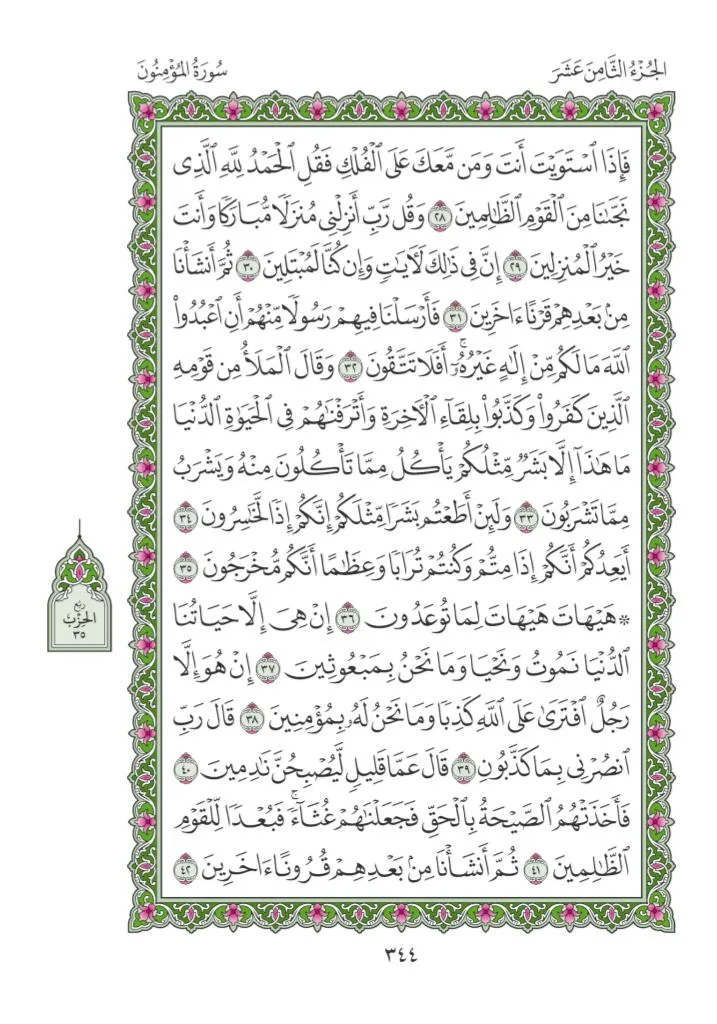 الجُزْءُ الثَّامِنَ عَشَرَ
سُورَةُ المُؤْمِنُونَ
فَإِذَا ٱسْتَوَيْتَ أَنتَ وَمَن مَّعَكَ عَلَى ٱلْفُلْكِ فَقُلِ ٱلْحَمْدُ لِلَّهِ ٱلَّذِى
نَجَّىٰنَا مِنَ ٱلْقَوْمِ ٱلظَّٰلِمِينَ ٢٨ وَقُل رَّبِّ أَنزِلْنِى مُنزَلًا مُّبَارَكًا وَأَنتَ
خَيْرُ ٱلْمُنزِلِينَ ٢٩ إِنَّ فِى ذَٰلِكَ لَءَايَٰتٍ وَإِن كُنَّا لَمُبْتَلِينَ ٣٠ ثُمَّ أَنشَأْنَا
مِنۢ بَعْدِهِمْ قَرْنًا ءَاخَرِينَ ٣١ فَأَرْسَلْنَا فِيهِمْ رَسُولًا مِّنْهُمْ أَنِ ٱعْبُدُوا۟
ٱللَّهَ مَا لَكُم مِّنْ إِلَٰهٍ غَيْرُهُۥٓ ۚ أَفَلَا تَتَّقُونَ ٣٢ وَقَالَ ٱلْمَلَأُ مِن قَوْمِهِ
ٱلَّذِينَ كَفَرُوا۟ وَكَذَّبُوا۟ بِلِقَآءِ ٱلْءَاخِرَةِ وَأَتْرَفْنَٰهُمْ فِى ٱلْحَيَوٰةِ ٱلدُّنْيَا
مَا هَٰذَآ إِلَّا بَشَرٌ مِّثْلُكُمْ يَأْكُلُ مِمَّا تَأْكُلُونَ مِنْهُ وَيَشْرَبُ
مِمَّا تَشْرَبُونَ ٣٣ وَلَئِنْ أَطَعْتُم بَشَرًا مِّثْلَكُمْ إِنَّكُمْ إِذًا لَّخَٰسِرُونَ ٣٤
أَيَعِدُكُمْ أَنَّكُمْ إِذَا مِتُّمْ وَكُنتُمْ تُرَابًا وَعِظَٰمًا أَنَّكُم مُّخْرَجُونَ ٣٥
* هَيْهَاتَ هَيْهَاتَ لِمَا تُوعَدُونَ ٣٦ إِنْ هِىَ إِلَّا حَيَاتُنَا
ٱلدُّنْيَا نَمُوتُ وَنَحْيَا وَمَا نَحْنُ بِمَبْعُوثِينَ ٣٧ إِنْ هُوَ إِلَّا
رَجُلٌ ٱفْتَرَىٰ عَلَى ٱللَّهِ كَذِبًا وَمَا نَحْنُ لَهُۥ بِمُؤْمِنِينَ ٣٨ قَالَ رَبِّ
ٱنصُرْنِى بِمَا كَذَّبُونِ ٣٩ قَالَ عَمَّا قَلِيلٍ لَّيُصْبِحُنَّ نَٰدِمِينَ ٤٠
فَأَخَذَتْهُمُ ٱلصَّيْحَةُ بِٱلْحَقِّ فَجَعَلْنَٰهُمْ غُثَآءً ۚ فَبُعْدًا لِّلْقَوْمِ
ٱلظَّٰلِمِينَ ٤١ ثُمَّ أَنشَأْنَا مِنۢ بَعْدِهِمْ قُرُونًا ءَاخَرِينَ ٤٢
رُبْع
الحِزْب
٣٥
٣٤٤